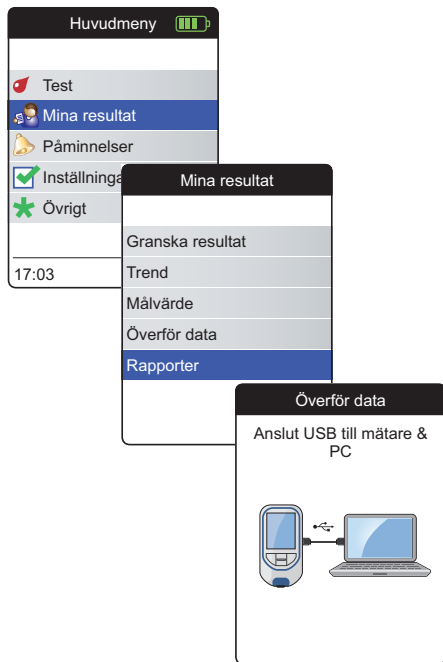 Huvudmeny
Test
Mina resultat
Påminnelser
Inställninga
Övrigt
17:03
Mina resultat
Granska resultat
Trend
Målvärde
Överför data
Rapporter
Överför data
Anslut USB till mätare &
PC